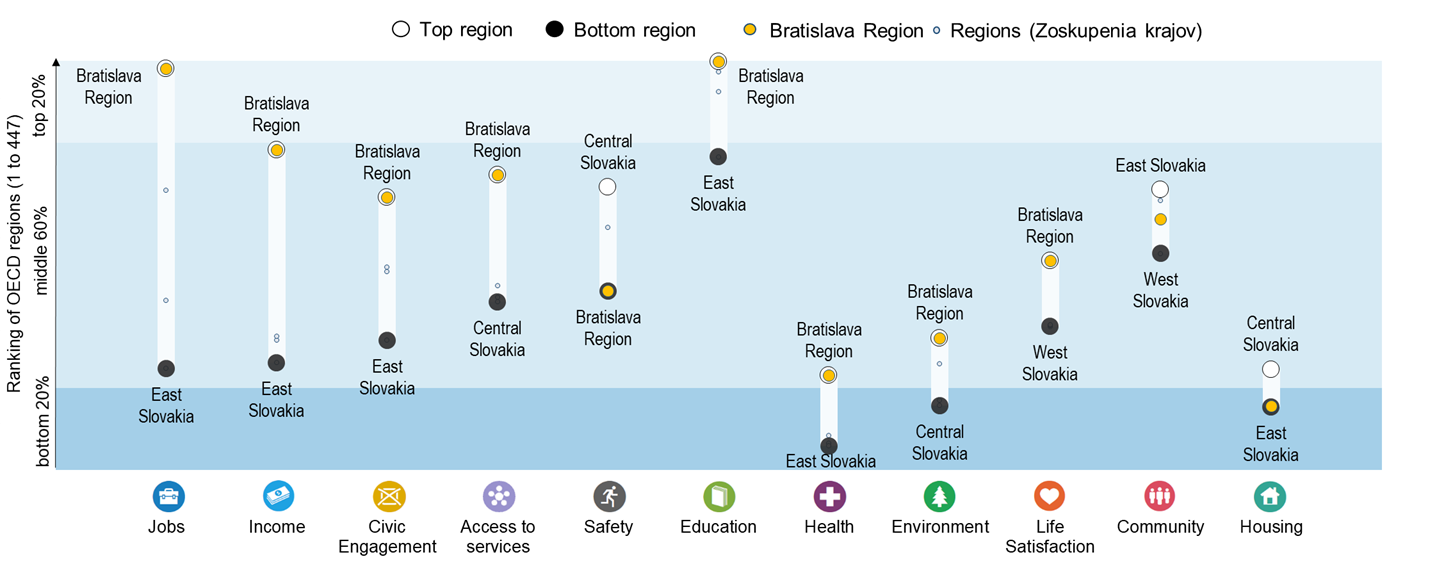 Top region
Bottom region
Bratislava Region
Regions (Zoskupenia krajov)
Ranking of OECD regions (1 to 447)
top 20%
middle 60%
bottom 20%
Bratislava
Region
East
Slovakia
Bratislava
Region
East
Slovakia
Bratislava
Region
East
Slovakia
Bratislava
Region
Central
Slovakia
Central
Slovakia
Bratislava
Region
Bratislava
Region
East
Slovakia
Bratislava
Region
East Slovakia
Bratislava
Region
Central
Slovakia
Bratislava
Region
West
Slovakia
East Slovakia
West
Slovakia
Central
Slovakia
East
Slovakia
Jobs
Income
Civic
Engagement
Access to
services
Safety
Education
Health
Environment
Life
Satisfaction
Community
Housing